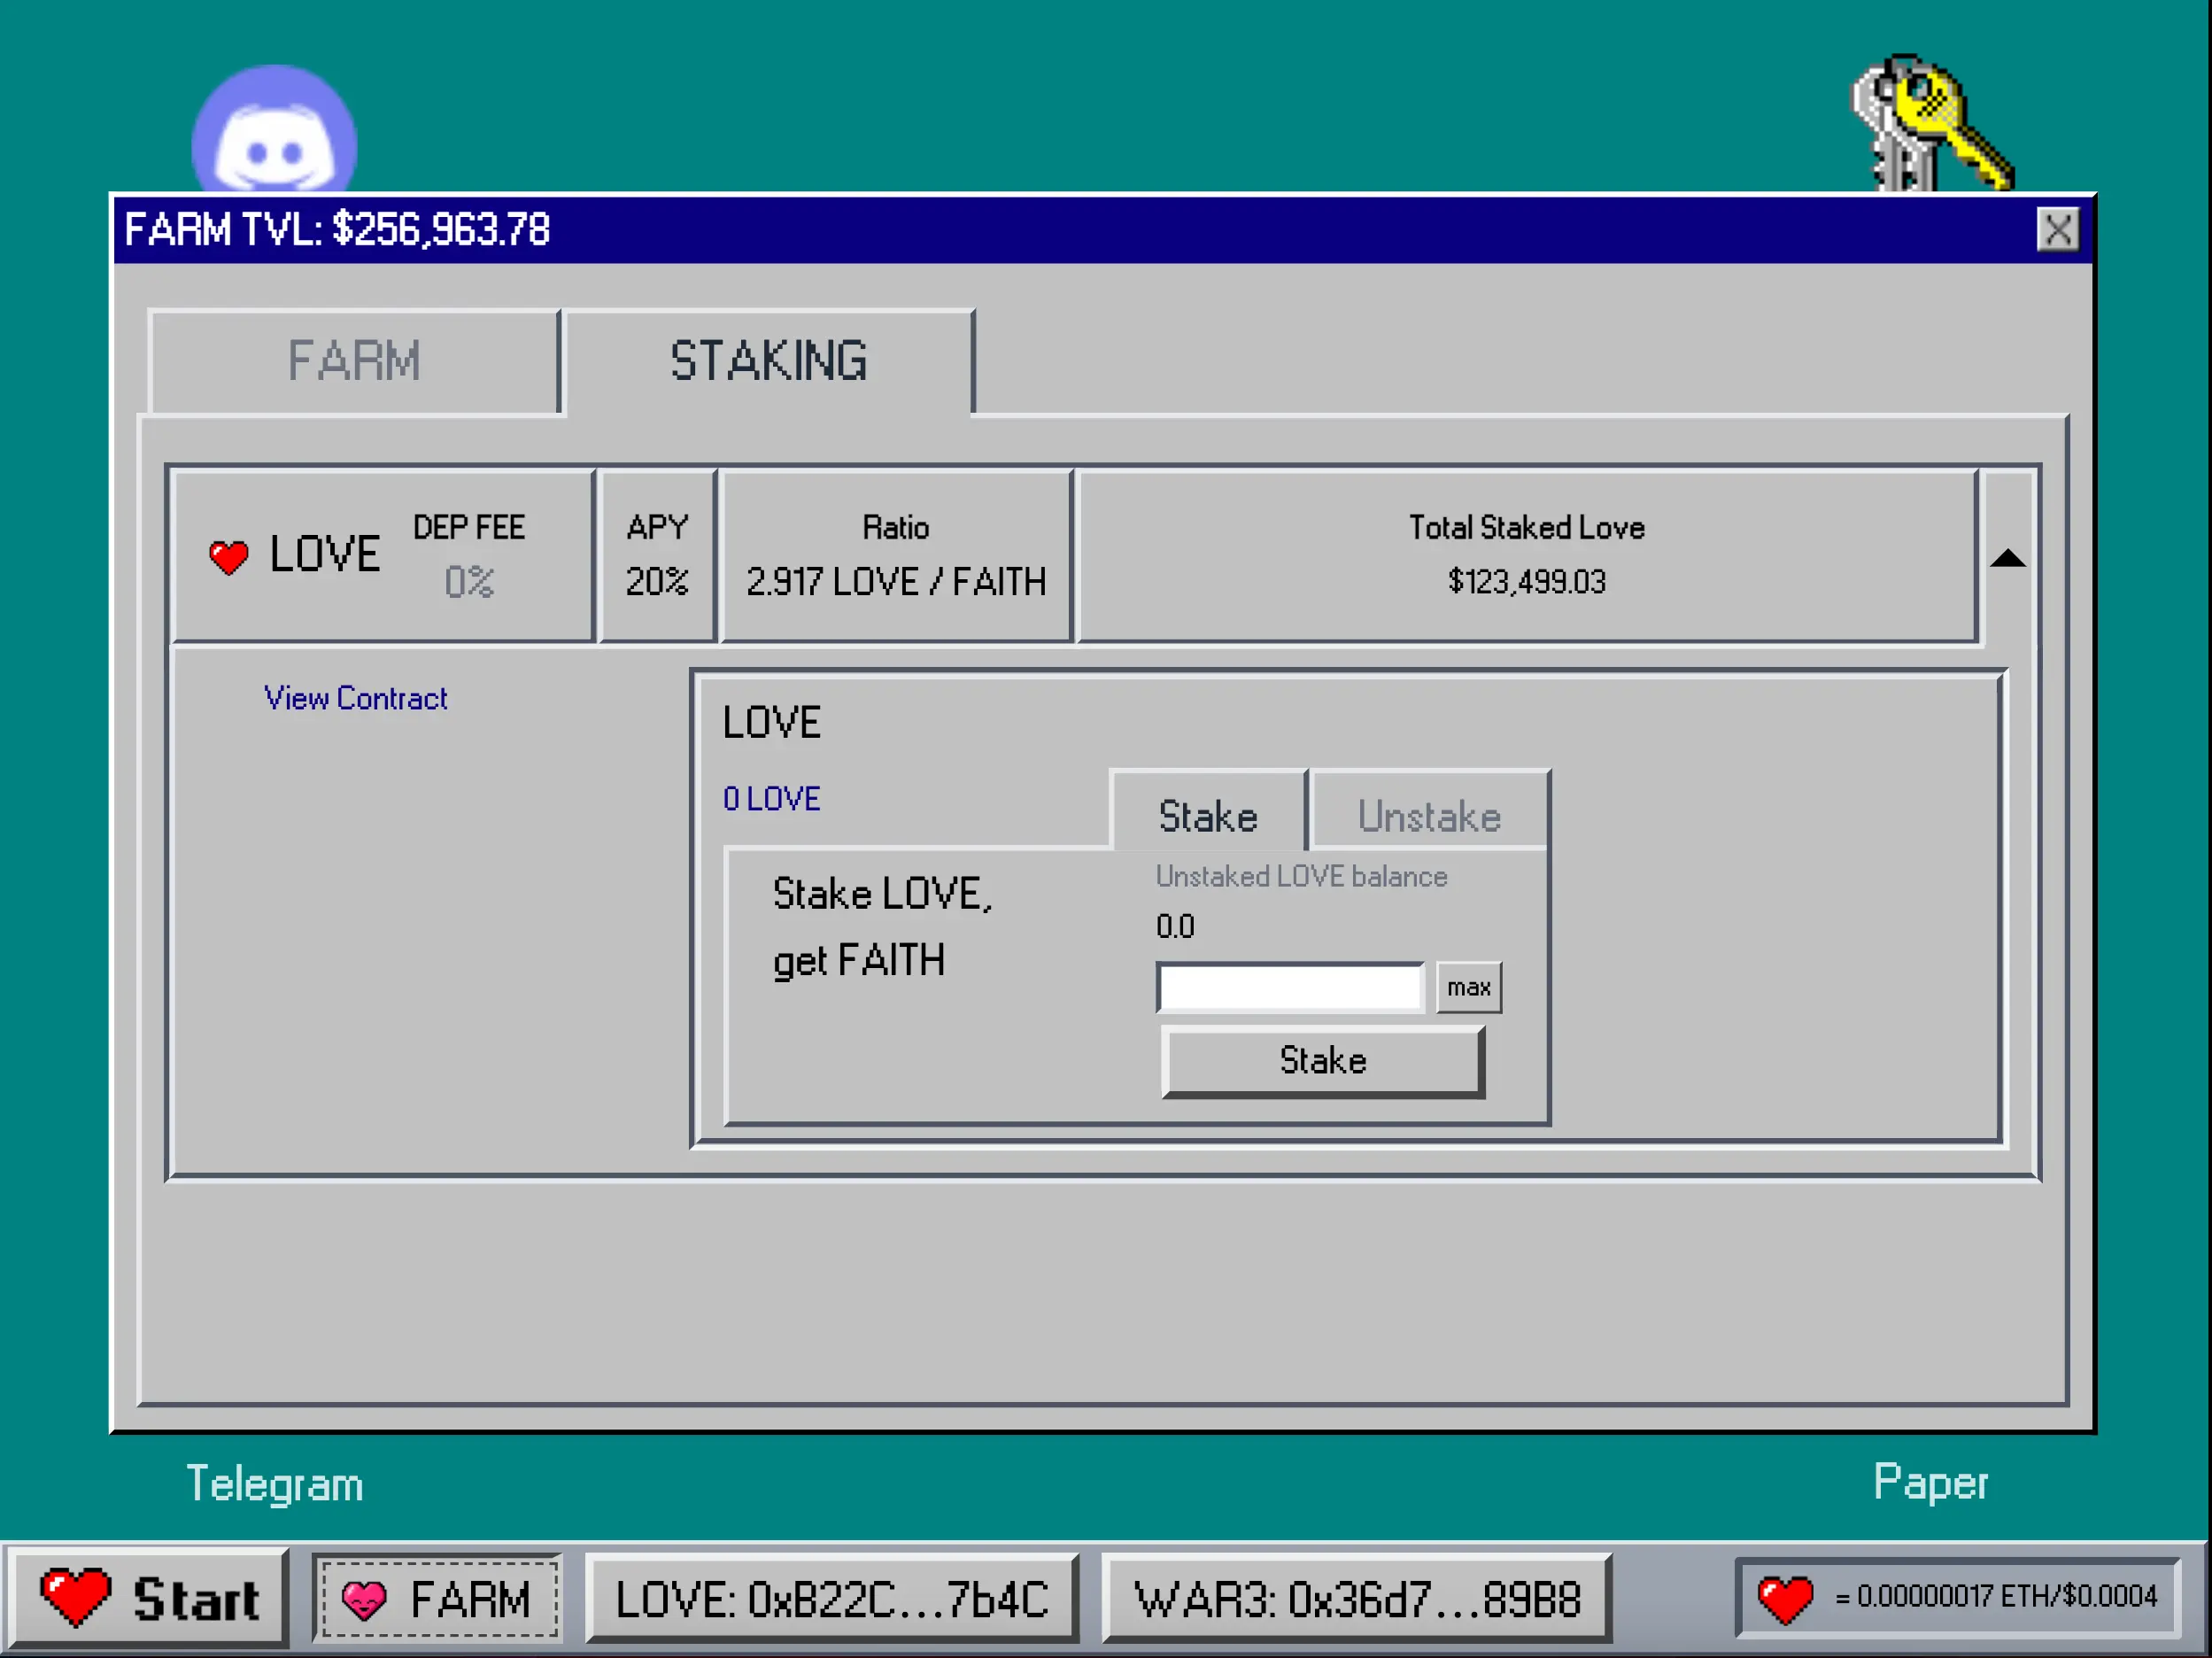 FARM TVL: $256,963.78
FARM
STAKING
LOVE
DEP FEE
0%
APY
20%
Ratio
2.917 LOVE / FAITH
Total Staked Love
$123,499.03
View Contract
LOVE
0 LOVE
Stake
Unstake
Stake LOVE,
get FAITH
Unstaked LOVE balance
0.0
max
Stake
Telegram
Paper
Start
FARM
LOVE: 0xB22C...7b4C
WAR3: 0x36d7...89B8
= 0.00000017 ETH/$0.0004